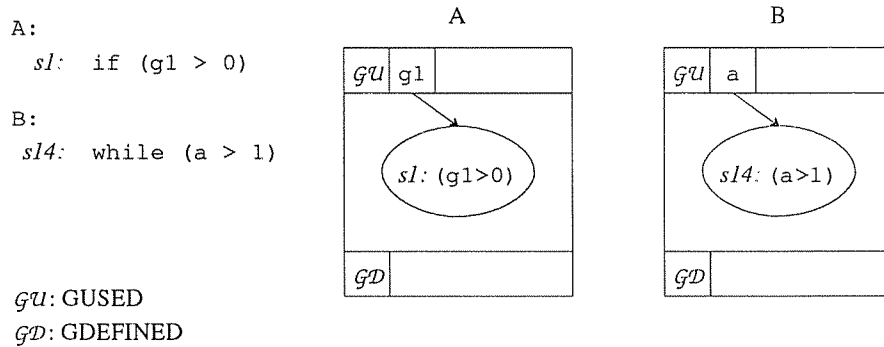 A:
s1: if (g1 > 0)
B:
s14: while (a > 1)
GU: GUSED
GD: GDEFINED
A
GU g1
s1: (g1>0)
GD
B
GU a
s14: (a>1)
GD